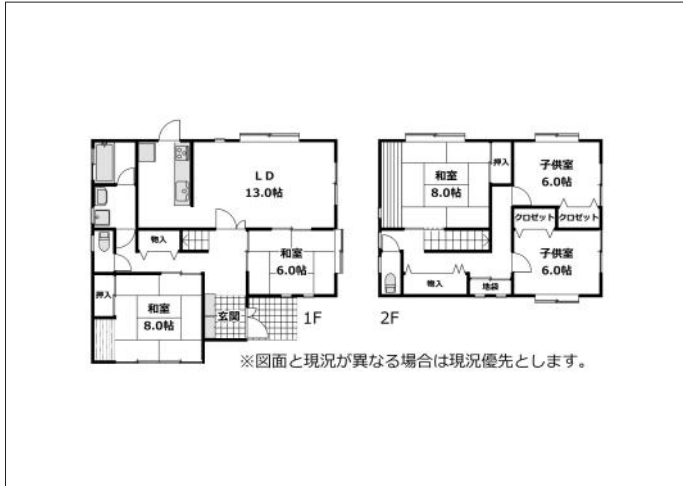 LD
13.0帖
物入
和室
6.0帖
押入
和室
8.0帖
玄関
1F
和室
8.0帖
押入
子供室
6.0帖
クロゼット
クロゼット
子供室
6.0帖
物入
地袋
2F
※図面と現況が異なる場合は現況優先とします。